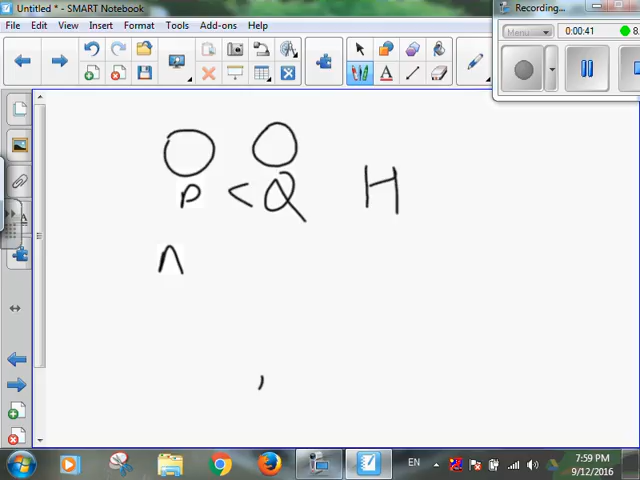 Untitled * - SMART Notebook
Recording...
File Edit View Insert Format Tools Add-ons Help
Menu
0:00:41
8.
P < Q H
n
EN
7:59 PM
9/12/2016